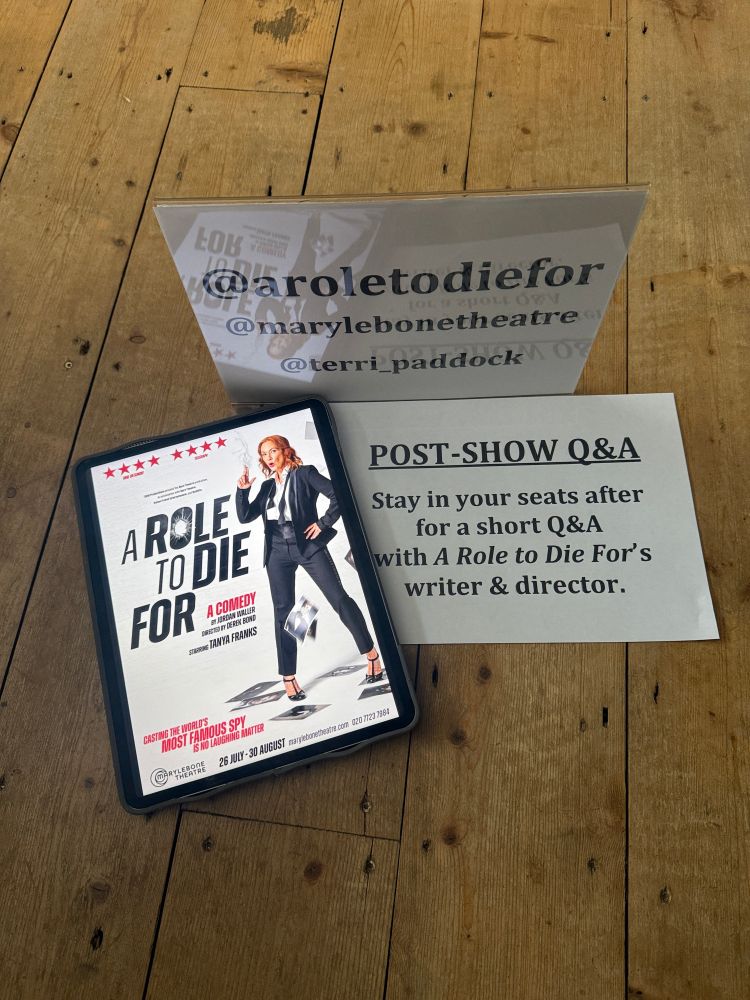 @aroletodiefor
@marylebonetheatre
@terri_paddock
POST-SHOW Q&A
Stay in your seats after
for a short Q&A
with A Role to Die For's
writer & director.
A ROLE
TO DIE
FOR
A COMEDY
BY JORDAN WALLER
DIRECTED BY DEREK BOND
STARRING TANYA FRANKS
CASTING THE WORLD'S
MOST FAMOUS SPY
IS NO LAUGHING MATTER
MARYLEBONE
THEATRE
26 JULY - 30 AUGUST marylebonetheatre.com 020 7723 7984